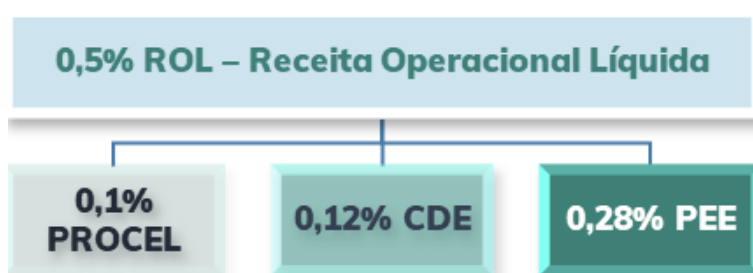 0,5% ROL – Receita Operacional Líquida
0,1%
PROCEL
0,12% CDE
0,28% PEE